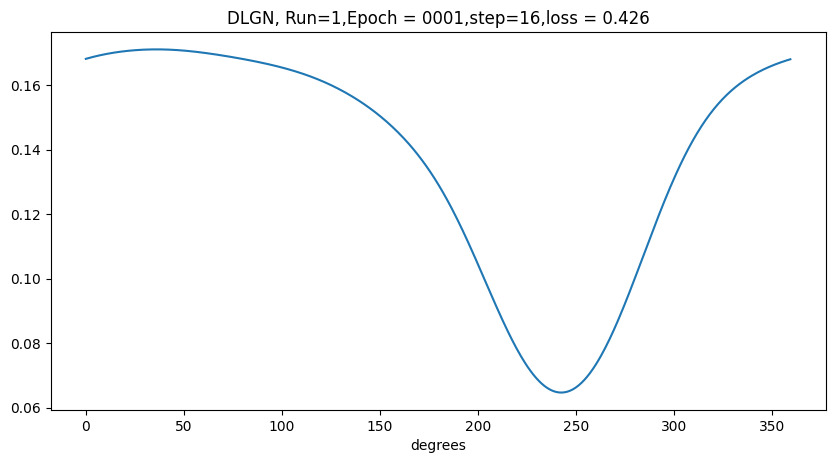 DLGN, Run=1,Epoch = 0001,step=16,loss = 0.426
0.16
0.14
0.12
0.10
0.08
0.06
0 50 100 150 200 250 300 350
degrees